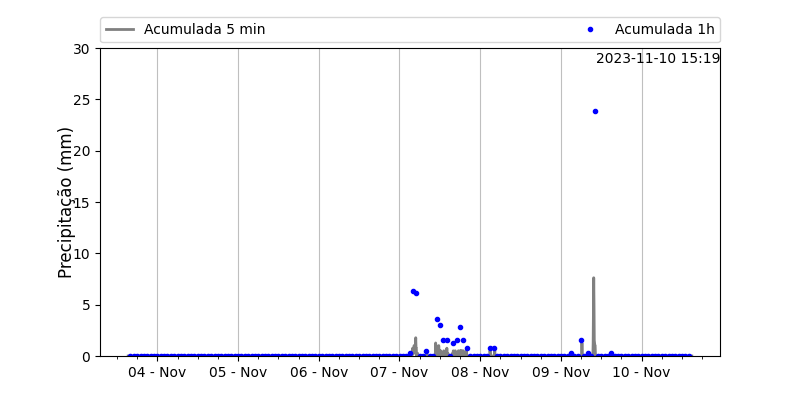 Acumulada 5 min
Acumulada 1h
2023-11-10 15:19
Precipitação (mm)
30
25
20
15
10
5
0
04 - Nov 05 - Nov 06 - Nov 07 - Nov 08 - Nov 09 - Nov 10 - Nov